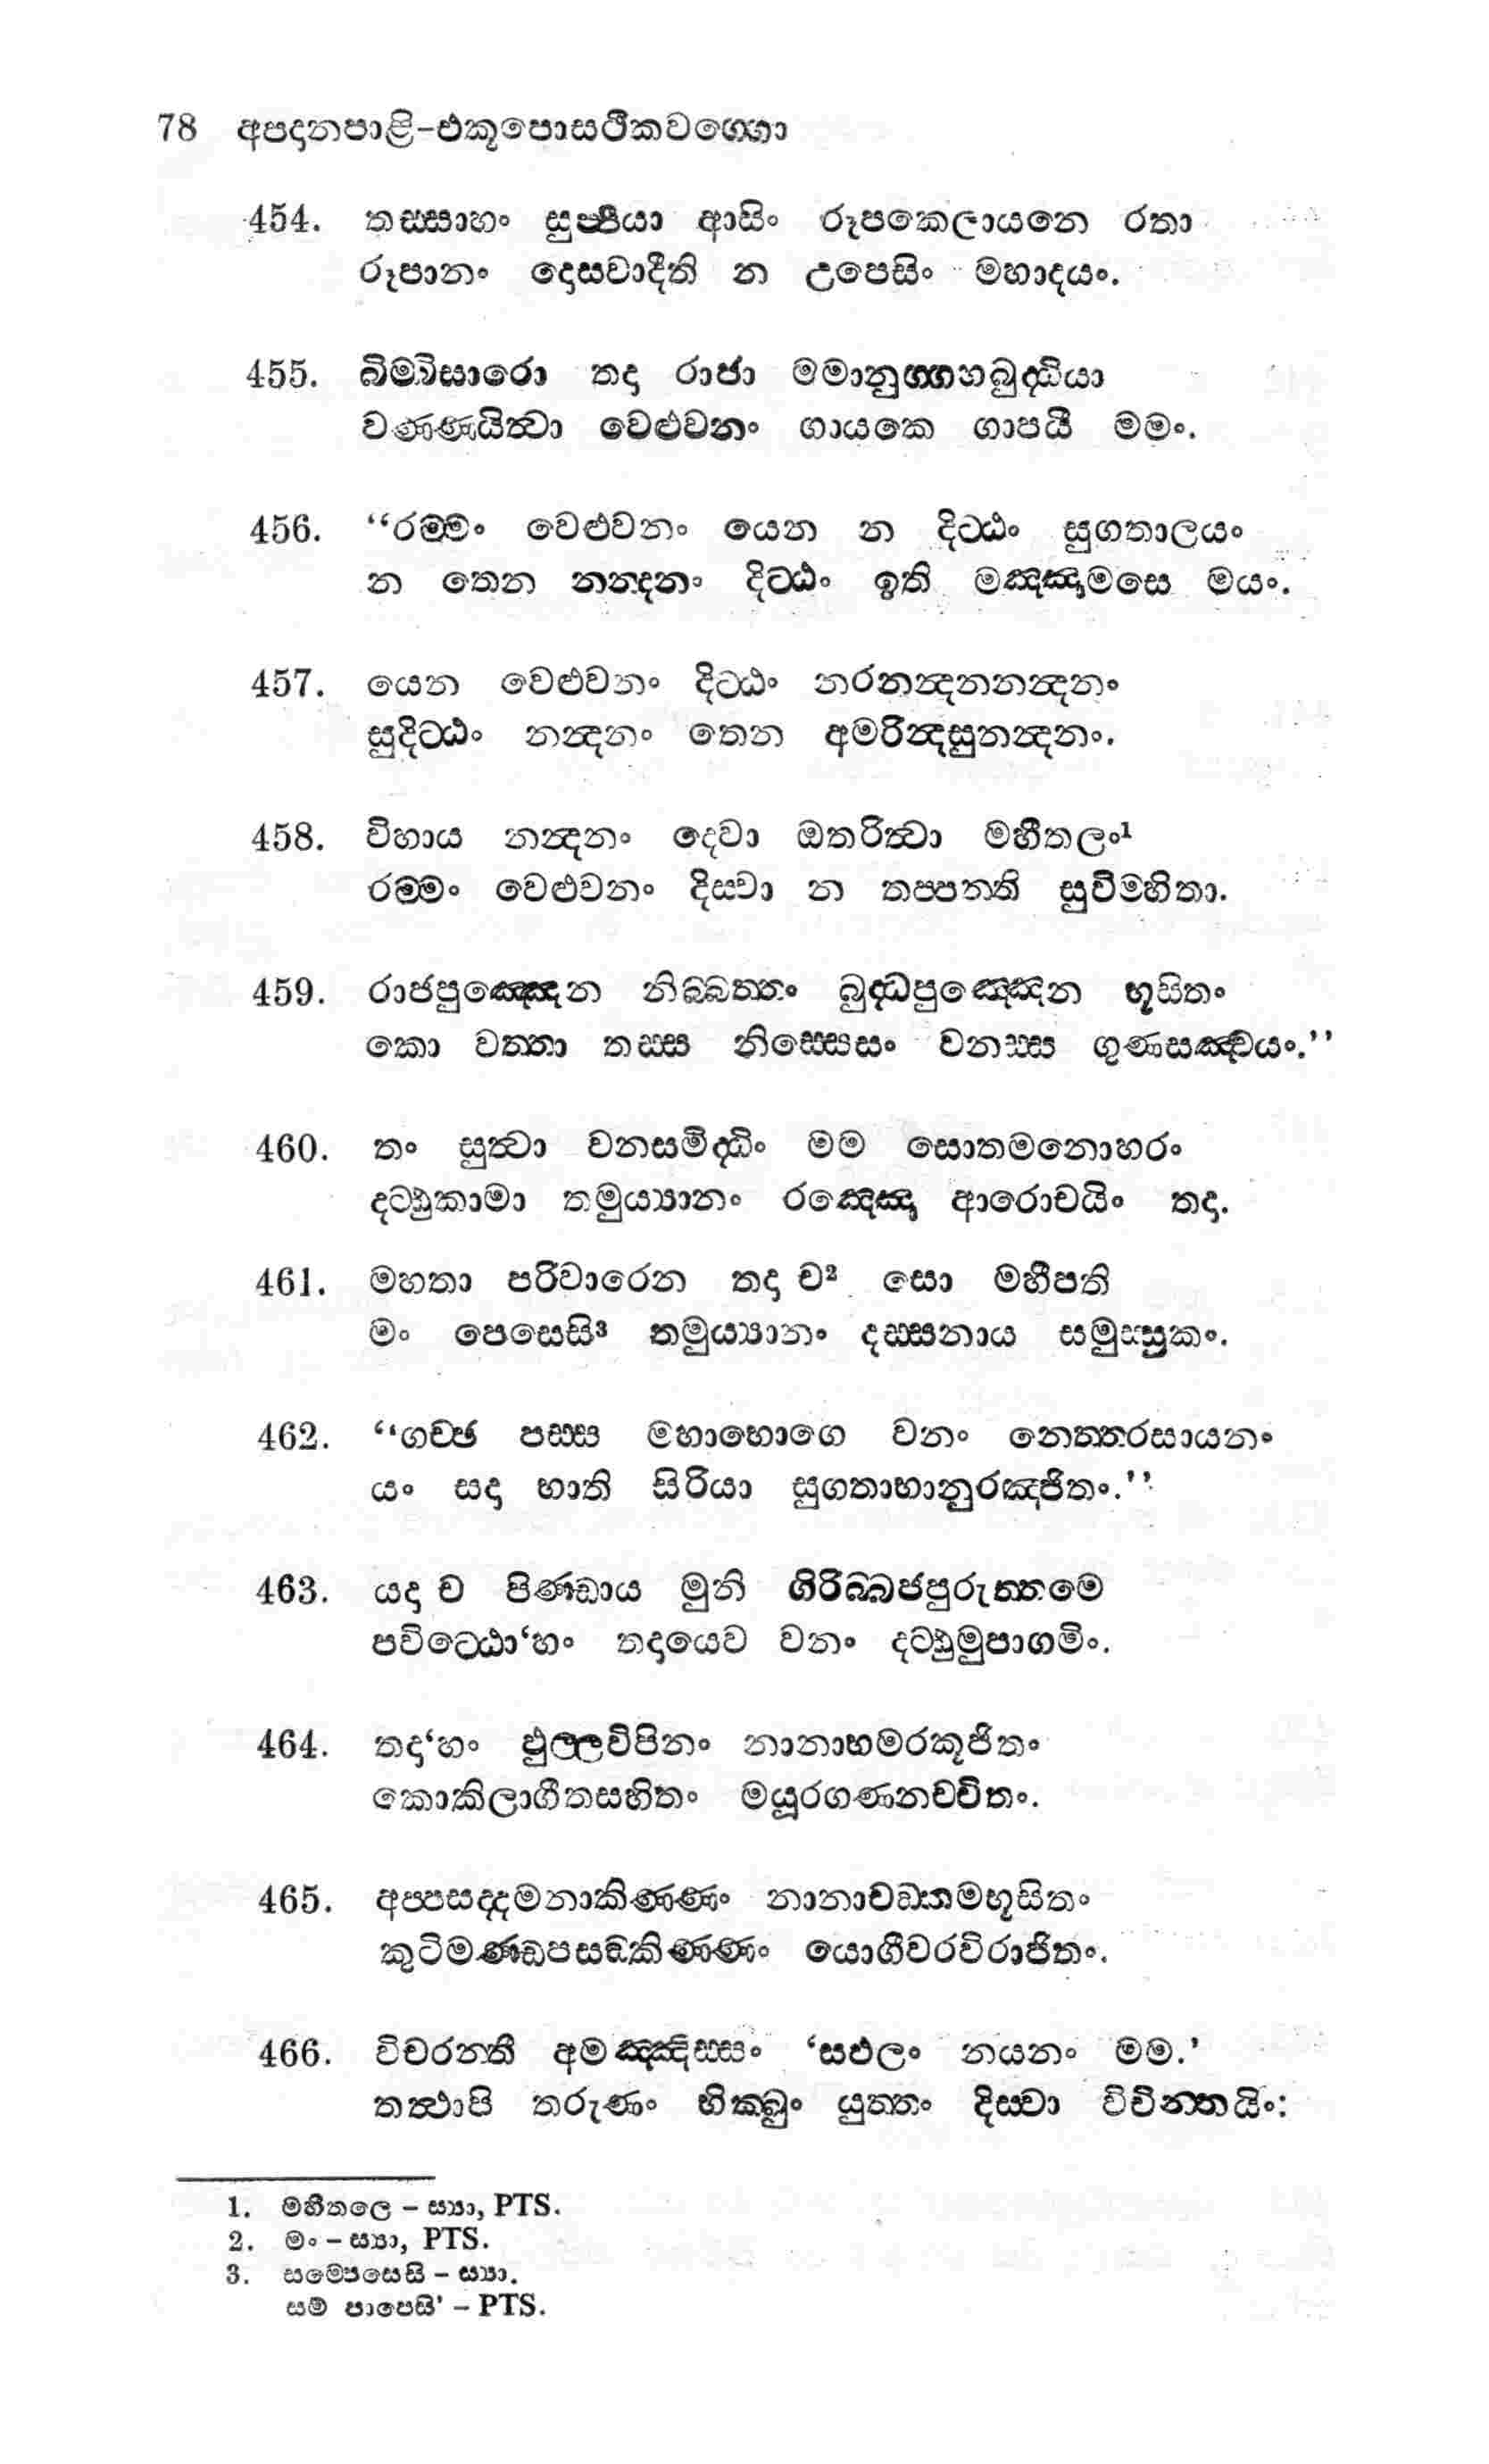 78 අපදානපාළි-එකූපොසථිකවග්ගො
454. තස්සාහං සුප්පියා ආසිං රූපකෙලායනෙ රතා
රූපානං දොසවාදීති න උපෙසිං මහාදයං.
455. බිම්බිසාරො තදා රාජා මමානුග්ගහබුද්ධියා
වණ්ණයිත්වා වෙළුවනං ගායකෙ ගාපයී මමං.
456. “රම්මං වෙළුවනං යෙන න දිට්ඨං සුගතාලයං
න තෙන නන්දනං දිට්ඨං ඉති මඤ්ඤාමසෙ මයං.
457. යෙන වෙළුවනං දිට්ඨං නරනන්දනනන්දනං
සුදිට්ඨං නන්දනං තෙන අමරින්දසුනන්දනං.
458. විහාය නන්දනං දෙවා ඔතරිත්වා මහීතලං¹
රම්මං වෙළුවනං දිස්වා න තප්පන්ති සුවිම්හිතා.
459. රාජපුඤ්ඤෙන නිබ්බත්තං බුද්ධපුඤ්ඤෙන භූසිතං
කො වත්තා තස්ස නිස්සෙසං වනස්ස ගුණසඤ්චයං.”
460. තං සුත්වා වනසමිද්ධිං මම සොතමනොහරං
දට්ඨුකාමා තමුය්‍යානං රඤ්ඤො ආරොචයිං තදා.
461. මහතා පරිවාරෙන තදා ච² සො මහීපති
මං පෙසෙසි³ තමුය්‍යානං දස්සනාය සමුස්සුකං.
462. “ගච්ඡ පස්ස මහාභොගෙ වනං නෙත්තරසායනං
යං සදා භාති සිරියා සුගතාභානුරඤ්ජිතං.”
463. යදා ච පිණ්ඩාය මුනි ගිරිබ්බජපුරුත්තමෙ
පවිට්ඨො‘හං තදායෙව වනං දට්ඨුමුපාගමිං.
464. තදා‘හං ඵුල්ලවිපිනං නානාභමරකූජිතං
කොකිලාගීතසහිතං මයූරගණනච්චිතං.
465. අප්පසද්දමනාකිණ්ණං නානාචඞ්කමභූසිතං
කුටිමණ්ඩපසඞ්කිණ්ණං යොගීවරවිරාජිතං.
466. විචරන්තී අමඤ්ඤිස්සං ‘සඵලං නයනං මම.’
තත්ථාපි තරුණං භික්ඛුං යුත්තං දිස්වා විචින්තයිං:
1. මහීතලෙ – ස්‍යා, PTS.
2. මං – ස්‍යා, PTS.
3. සම්පෙසෙසි – ස්‍යා.
සම් පාපෙසි’ – PTS.